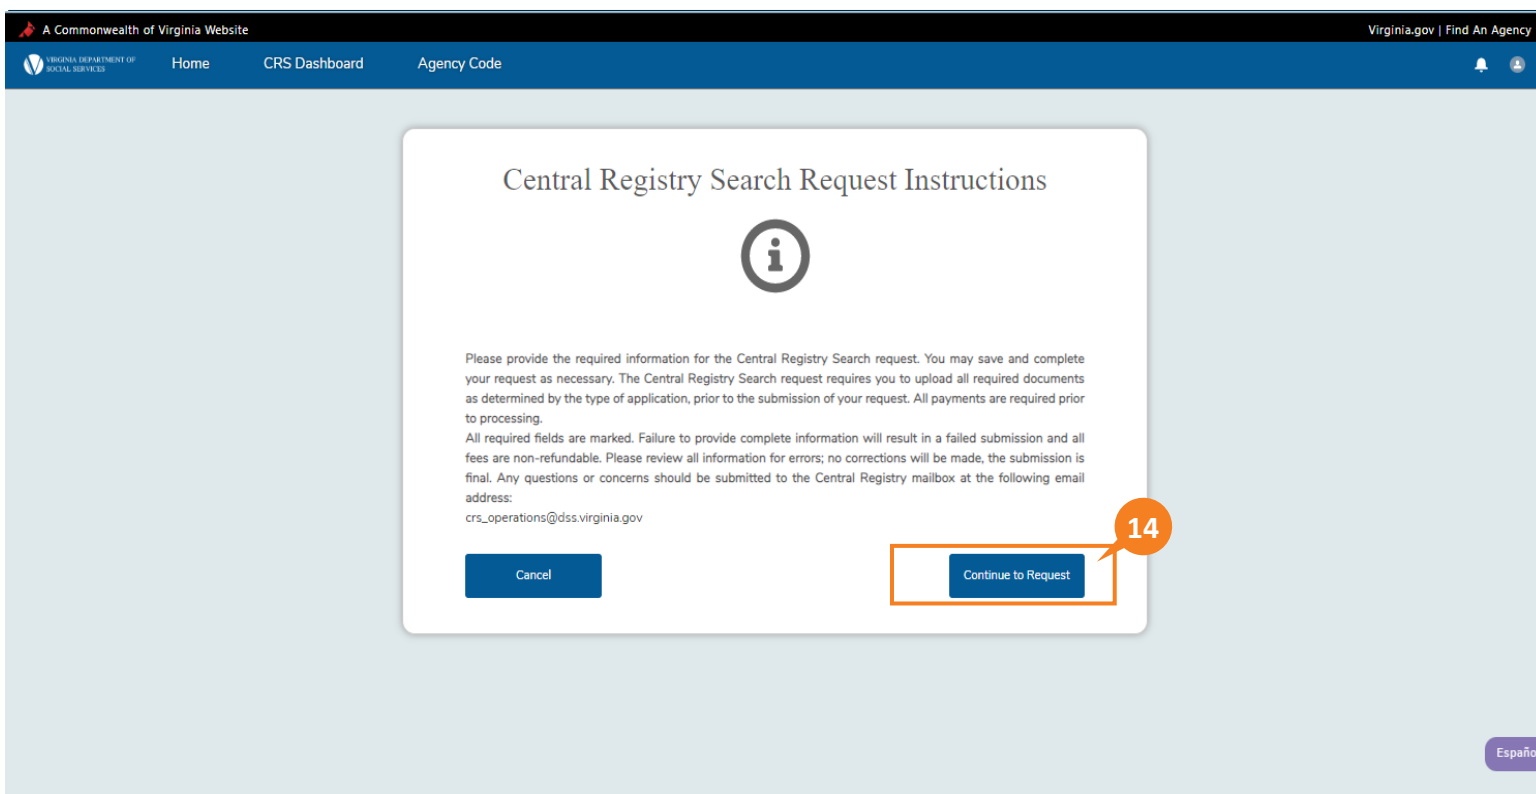 A Commonwealth of Virginia Website
Virginia.gov | Find An Agency
VIRGINIA DEPARTMENT OF
SOCIAL SERVICES
Home
CRS Dashboard
Agency Code
Central Registry Search Request Instructions
Please provide the required information for the Central Registry Search request. You may save and complete
your request as necessary. The Central Registry Search request requires you to upload all required documents
as determined by the type of application, prior to the submission of your request. All payments are required prior
to processing.
All required fields are marked. Failure to provide complete information will result in a failed submission and all
fees are non-refundable. Please review all information for errors; no corrections will be made, the submission is
final. Any questions or concerns should be submitted to the Central Registry mailbox at the following email
address:
crs_operations@dss.virginia.gov
14
Cancel
Continue to Request
Españo